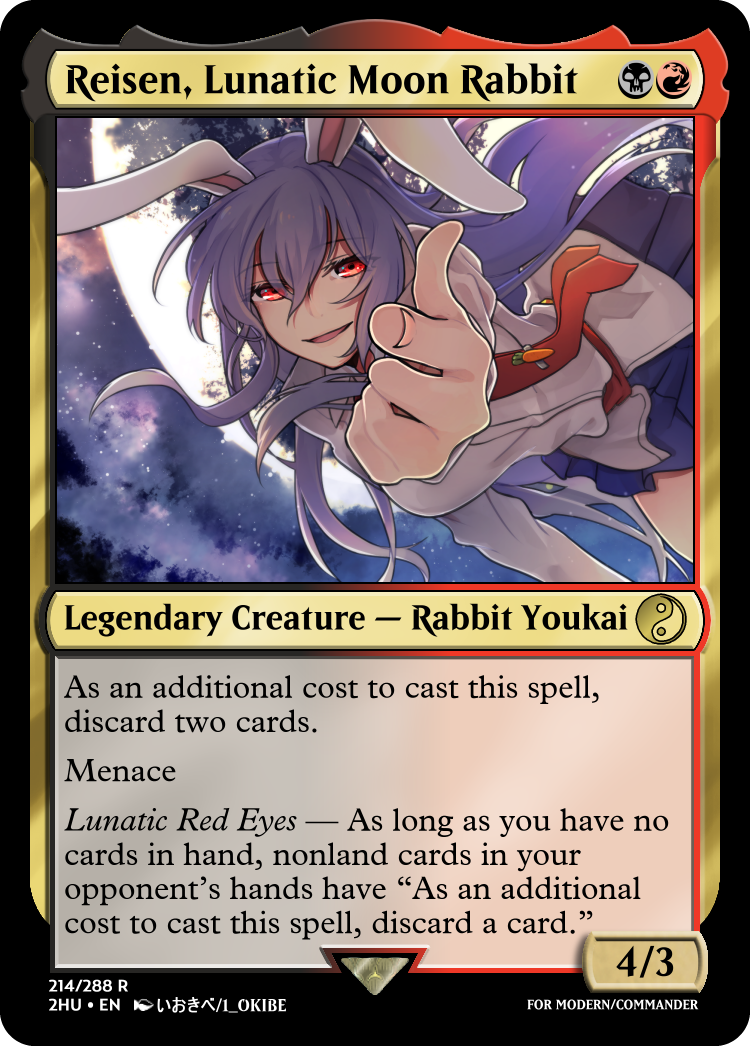 Reisen, Lunatic Moon Rabbit
Legendary Creature — Rabbit Youkai
As an additional cost to cast this spell,
discard two cards.
Menace
Lunatic Red Eyes — As long as you have no
cards in hand, nonland cards in your
opponent’s hands have “As an additional
cost to cast this spell, discard a card.”
4/3
214/288 R
2HU • EN いおきべ/1_OKIBE
FOR MODERN/COMMANDER